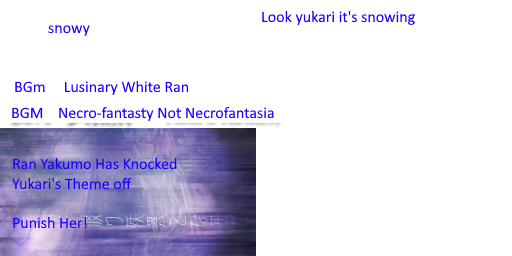 Look yukari it's snowing
snowy
BGm Lusinary White Ran
BGM Necro-fantasty Not Necrofantasia
Ran Yakumo Has Knocked
Yukari's Theme off
Punish Her!